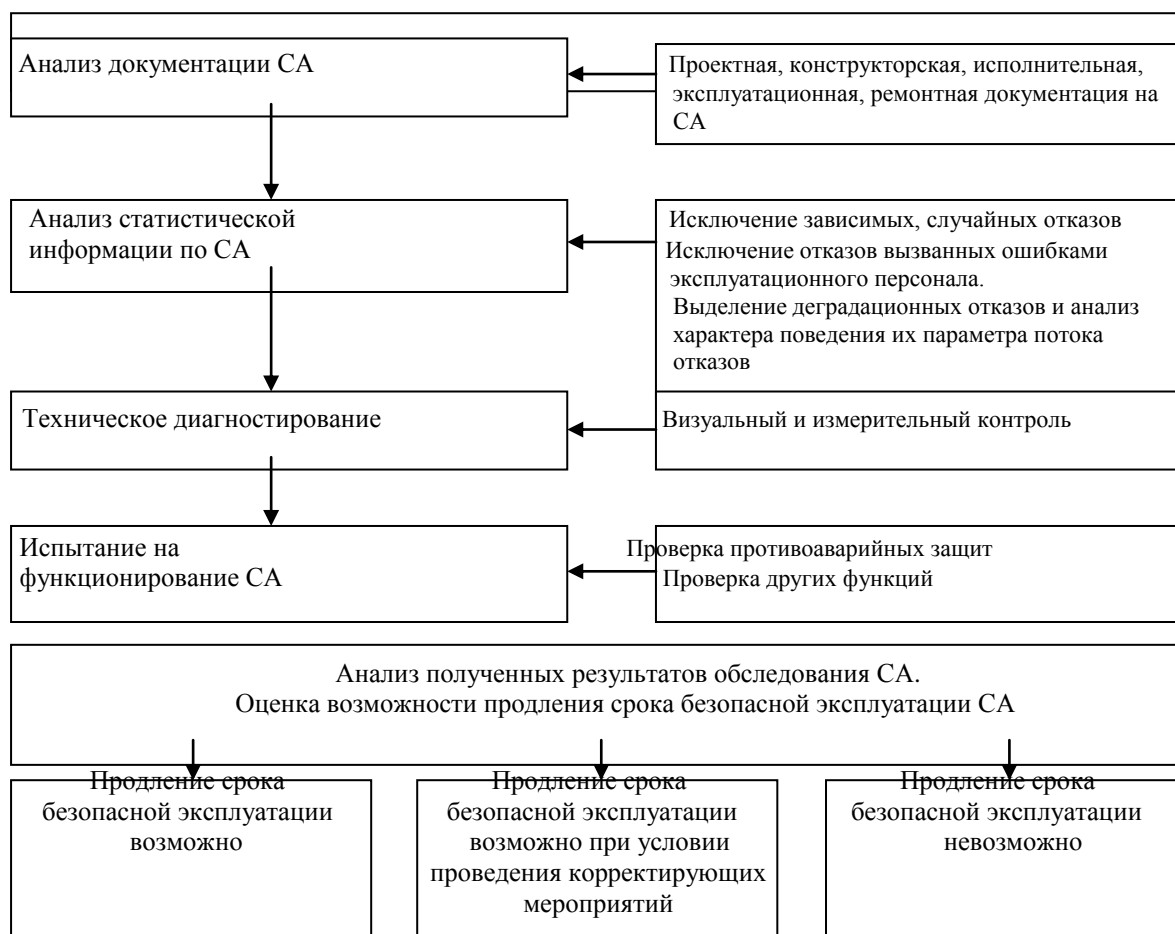 Анализ документации СА
Проектная, конструкторская, исполнительная,
эксплуатационная, ремонтная документация на
СА
Анализ статистической
информации по СА
Исключение зависимых, случайных отказов
Исключение отказов вызванных ошибками
эксплуатационного персонала.
Выделение деградационных отказов и анализ
характера поведения их параметра потока
отказов
Техническое диагностирование
Визуальный и измерительный контроль
Испытание на
функционирование СА
Проверка противоаварийных защит
Проверка других функций
Анализ полученных результатов обследования СА.
Оценка возможности продления срока безопасной эксплуатации СА
Продление срока
безопасной эксплуатации
возможно
Продление срока
безопасной эксплуатации
возможно при условии
проведения корректирующих
мероприятий
Продление срока
безопасной эксплуатации
невозможно